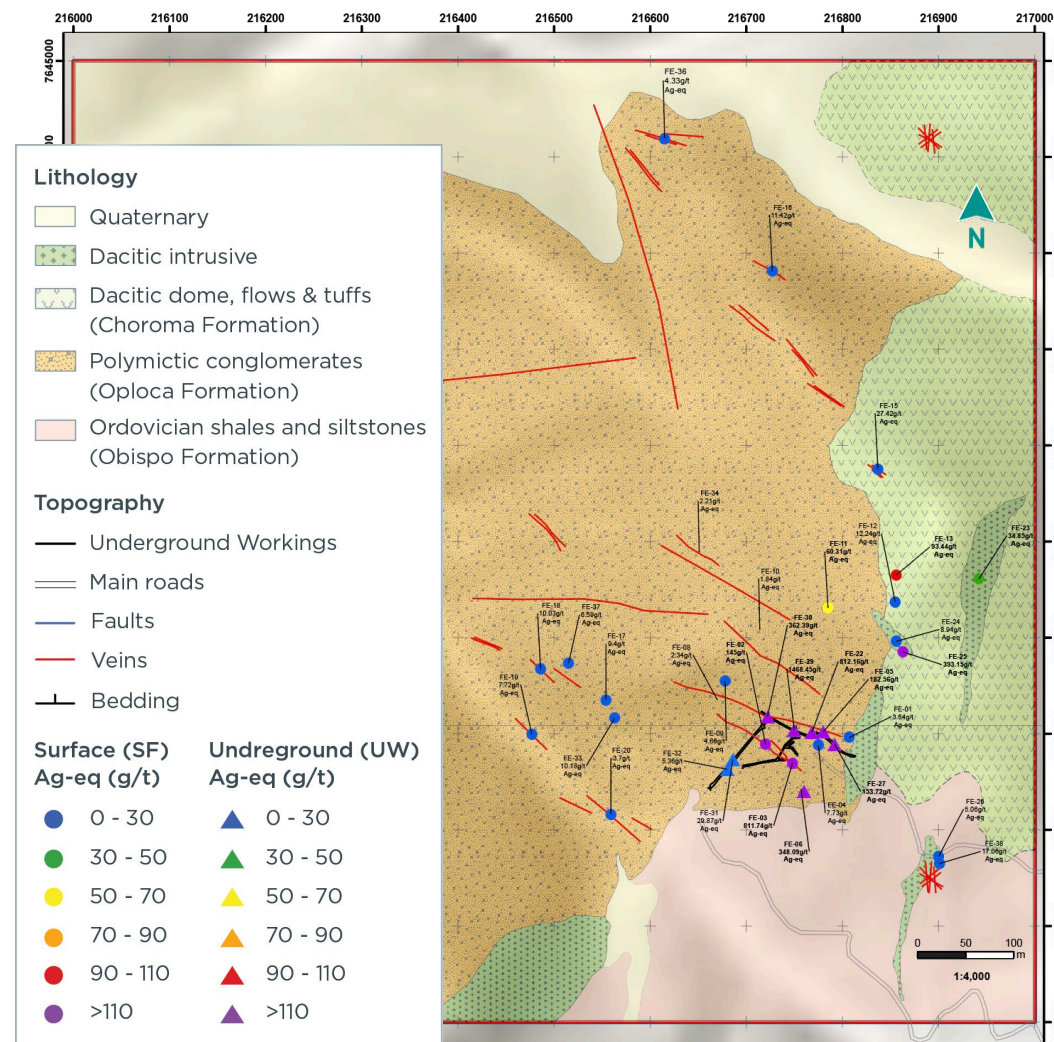 216000 216100 216200 216300 216400 216500 216600 216700 216800 216900 217000
7645000
Lithology
Quaternary
Dacitic intrusive
Dacitic dome, flows & tuffs
(Choroma Formation)
Polymictic conglomerates
(Oploca Formation)
Ordovician shales and siltstones
(Obispo Formation)
Topography
Underground Workings
Main roads
Faults
Veins
Bedding
Surface (SF)
Ag-eq (g/t)
0 - 30
30 - 50
50 - 70
70 - 90
90 - 110
>110
Undreground (UW)
Ag-eq (g/t)
0 - 30
30 - 50
50 - 70
70 - 90
90 - 110
>110
FE-36
4.33g/t
Ag-eq
N
FE-16
11.42g/t
Ag-eq
FE-15
27.42g/t
Ag-eq
FE-34
2.21g/t
Ag-eq
FE-11
60.31g/t
Ag-eq
FE-12
12.24g/t
Ag-eq
FE-13
93.44g/t
Ag-eq
FE-23
34.85g/t
Ag-eq
FE-10
1.84g/t
Ag-eq
FE-18
10.03g/t
Ag-eq
FE-37
6.59g/t
Ag-eq
FE-17
9.4g/t
Ag-eq
FE-30
362.39g/t
Ag-eq
FE-24
8.94g/t
Ag-eq
FE-02
145g/t
Ag-eq
FE-08
2.34g/t
Ag-eq
FE-29
1468.45g/t
Ag-eq
FE-22
812.16g/t
Ag-eq
FE-25
393.15g/t
Ag-eq
FE-05
182.56g/t
Ag-eq
FE-19
7.72g/t
Ag-eq
FE-01
3.64g/t
Ag-eq
FE-09
4.66g/t
Ag-eq
FE-33
10.18g/t
Ag-eq
FE-20
3.7g/t
Ag-eq
FE-32
5.36g/t
Ag-eq
FE-27
133.72g/t
Ag-eq
FE-31
29.87g/t
Ag-eq
FE-03
811.74g/t
Ag-eq
FE-04
7.73g/t
Ag-eq
FE-06
348.09g/t
Ag-eq
FE-26
5.06g/t
Ag-eq
FE-38
17.06g/t
Ag-eq
0 50 100
m
1:4,000